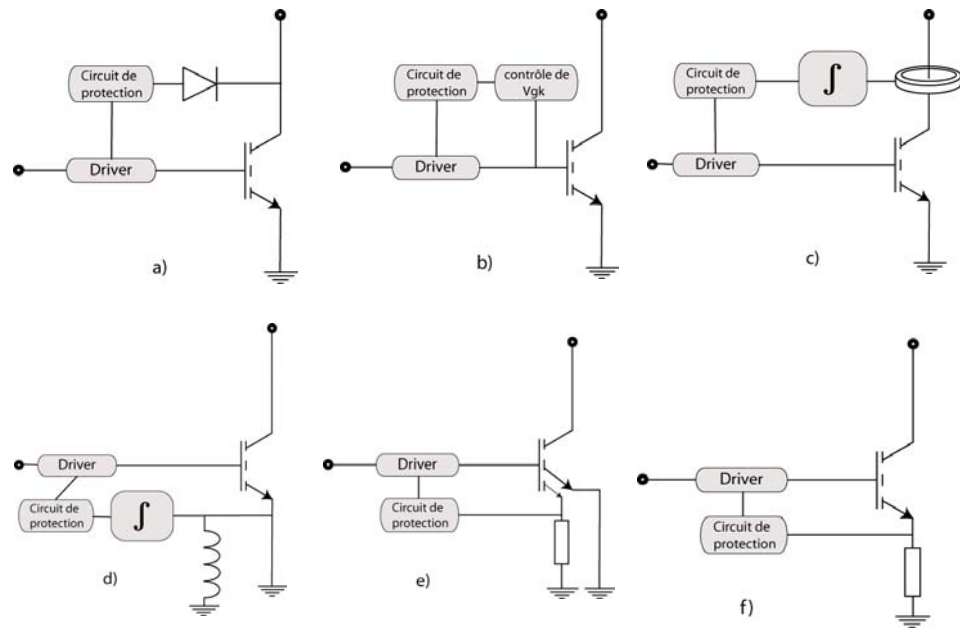 Circuit de
protection
Driver
a)
Circuit de
protection
contrôle de
Vgk
Driver
b)
Circuit de
protection
∫
Driver
c)
Driver
Circuit de
protection
∫
d)
Driver
Circuit de
protection
e)
Driver
Circuit de
protection
f)